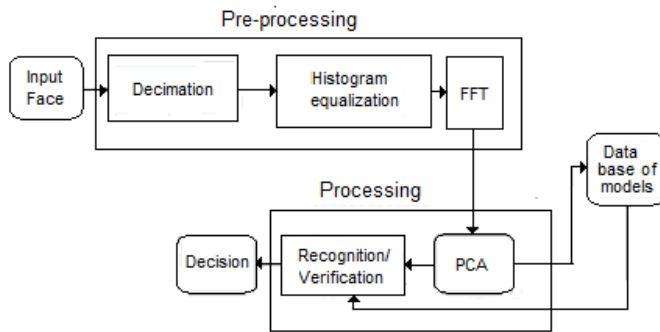 Pre-processing
Input
Face
Decimation
Histogram
equalization
FFT
Data
base of
models
Processing
Decision
Recognition/
Verification
PCA